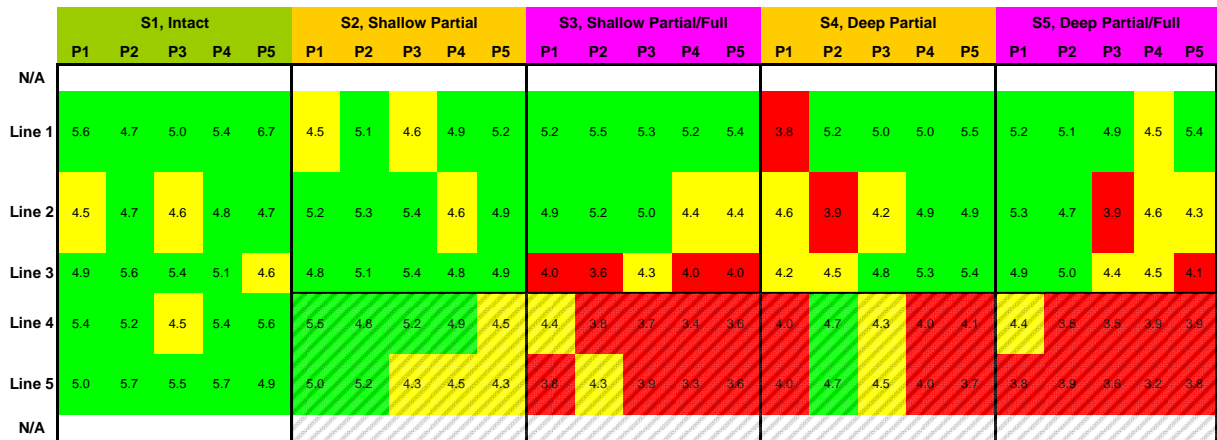 S1, Intact S2, Shallow Partial S3, Shallow Partial/Full S4, Deep Partial S5, Deep Partial/Full
P1 P2 P3 P4 P5 P1 P2 P3 P4 P5 P1 P2 P3 P4 P5 P1 P2 P3 P4 P5 P1 P2 P3 P4 P5
N/A
Line 1 5.6 4.7 5.0 5.4 6.7 4.5 5.1 4.6 4.9 5.2 5.2 5.5 5.3 5.2 5.4 3.8 5.2 5.0 5.0 5.5 5.2 5.1 4.9 4.5 5.4
Line 2 4.5 4.7 4.6 4.8 4.7 5.2 5.3 5.4 4.6 4.9 4.9 5.2 5.0 4.4 4.4 4.6 3.9 4.2 4.9 4.9 5.3 4.7 3.9 4.6 4.3
Line 3 4.9 5.6 5.4 5.1 4.6 4.8 5.1 5.4 4.8 4.9 4.0 3.6 4.3 4.0 4.0 4.2 4.5 4.8 5.3 5.4 4.9 5.0 4.4 4.5 4.1
Line 4 5.4 5.2 4.5 5.4 5.6 5.5 4.8 5.2 4.9 4.5 4.4 3.8 3.7 3.4 3.6 4.0 4.7 4.3 4.0 4.1 4.4 3.5 3.9 3.9
Line 5 5.0 5.7 5.5 5.7 4.9 5.0 5.2 4.3 4.5 4.3 3.8 4.3 3.9 3.3 3.6 4.0 4.7 4.5 4.0 3.7 3.8 3.9 3.6 3.2 3.8
N/A